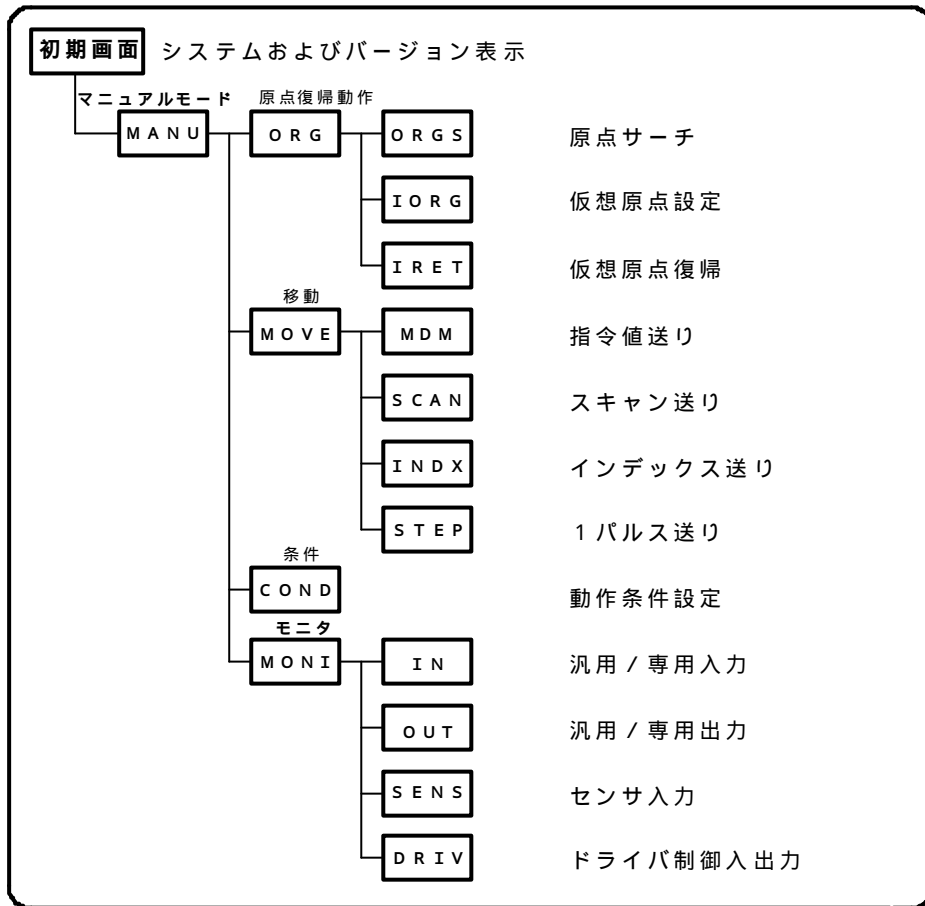 初期画面 システムおよびバージョン表示
マニュアルモード 原点復帰動作
MANU ORG ORGS 原点サーチ
IORG 仮想原点設定
IRET 仮想原点復帰
移動
MOVE MDM 指令値送り
SCAN スキャン送り
INDX インデックス送り
STEP 1パルス送り
条件
COND 動作条件設定
モニタ
MONI IN 汎用/専用入力
OUT 汎用/専用出力
SENS センサ入力
DRIV ドライバ制御入出力